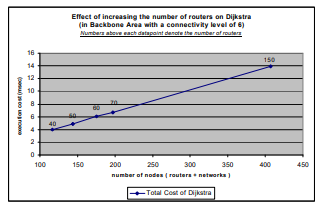 Effect of increasing the number of routers on Dijkstra
(in Backbone Area with a connectivity level of 6)
Numbers above each datapoint denote the number of routers
execution cost (msec)
16
14
12
10
8
6
4
2
0
40
50
60
70
150
100 150 200 250 300 350 400 450
number of nodes ( routers + networks )
Total Cost of Dijkstra